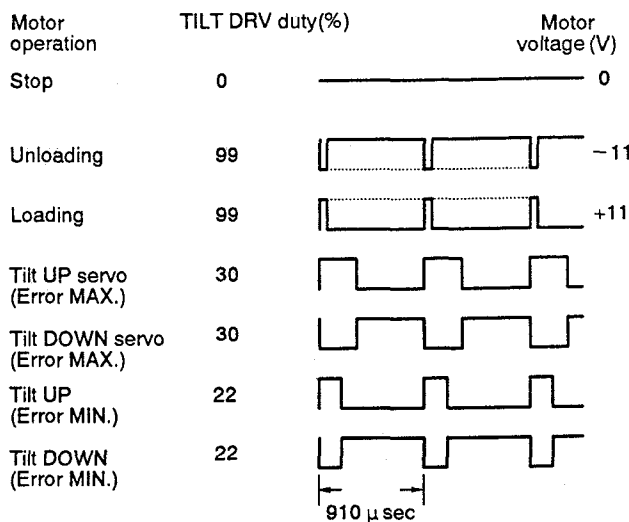 Motor operation TILT DRV duty(%) Motor voltage (V)
Stop 0 0
Unloading 99 −11
Loading 99 +11
Tilt UP servo 30
(Error MAX.)
Tilt DOWN servo 30
(Error MAX.)
Tilt UP 22
(Error MIN.)
Tilt DOWN 22
(Error MIN.)
910 μ sec